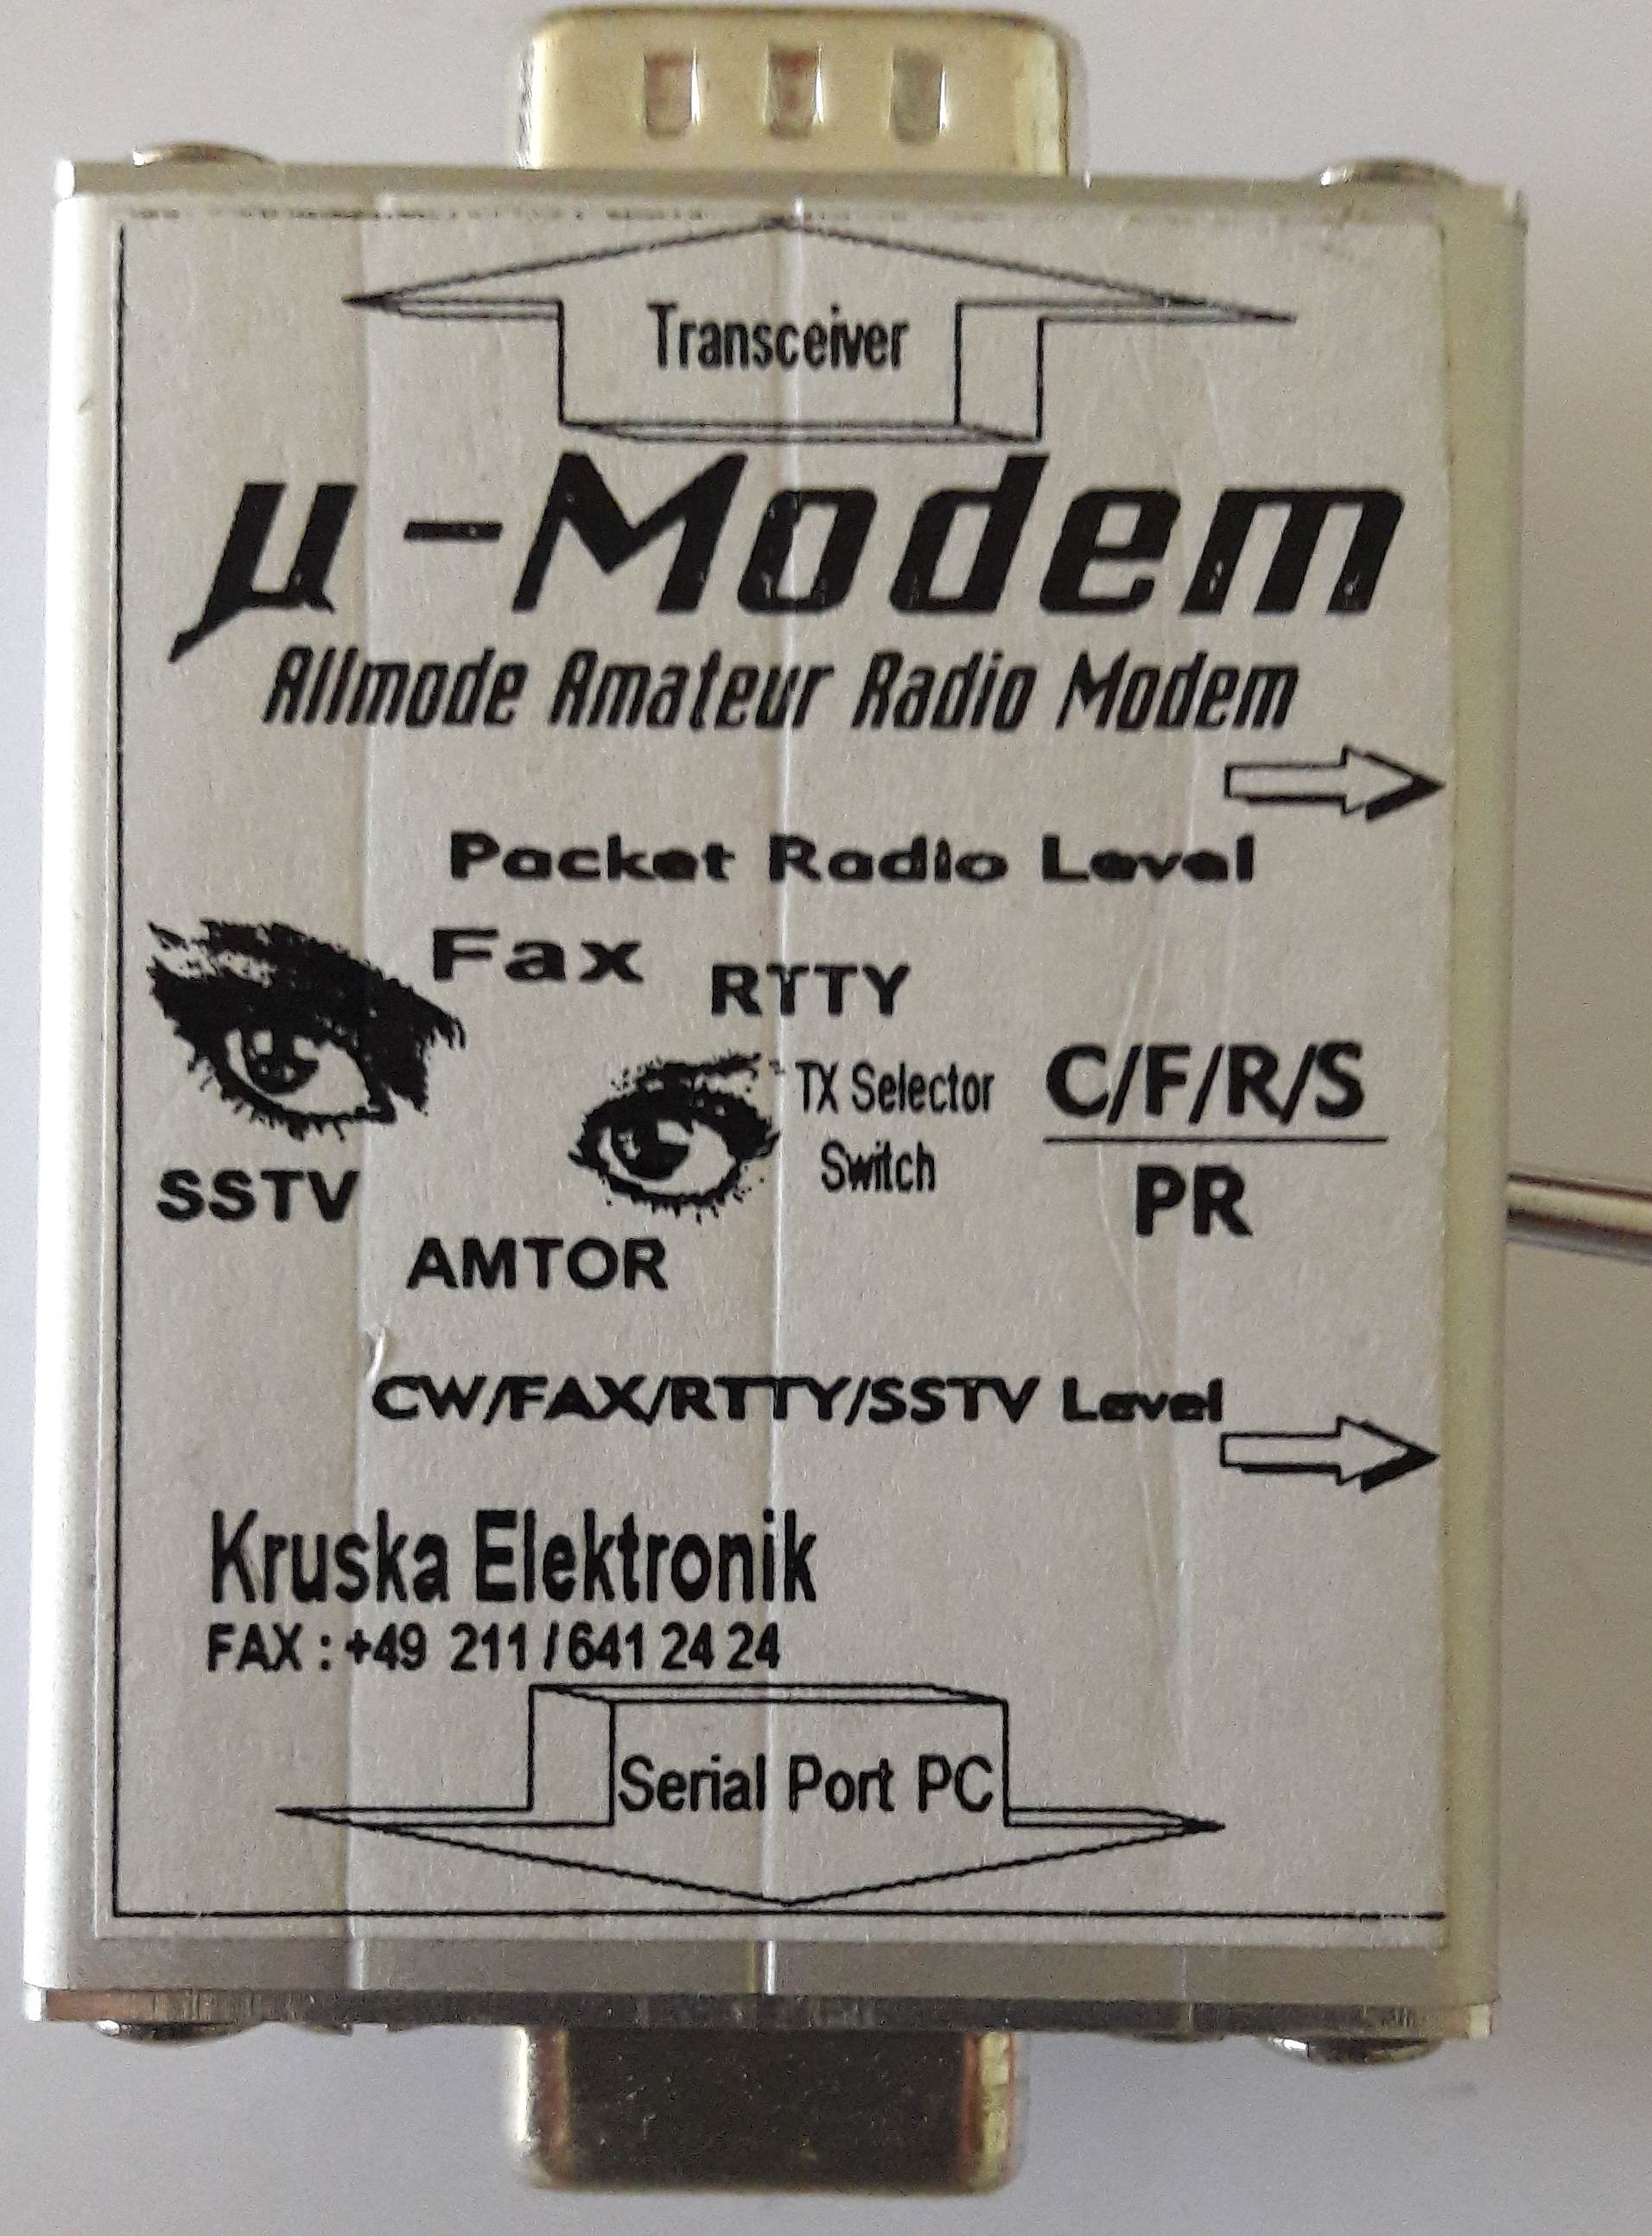 Transceiver
µ-Modem
Allmode Amateur Radio Modem
Packet Radio Level
Fax
RTTY
TX Selector
Switch
C/F/R/S
PR
SSTV
AMTOR
CW/FAX/RTTY/SSTV Level
Kruska Elektronik
FAX : +49 211 / 641 24 24
Serial Port PC